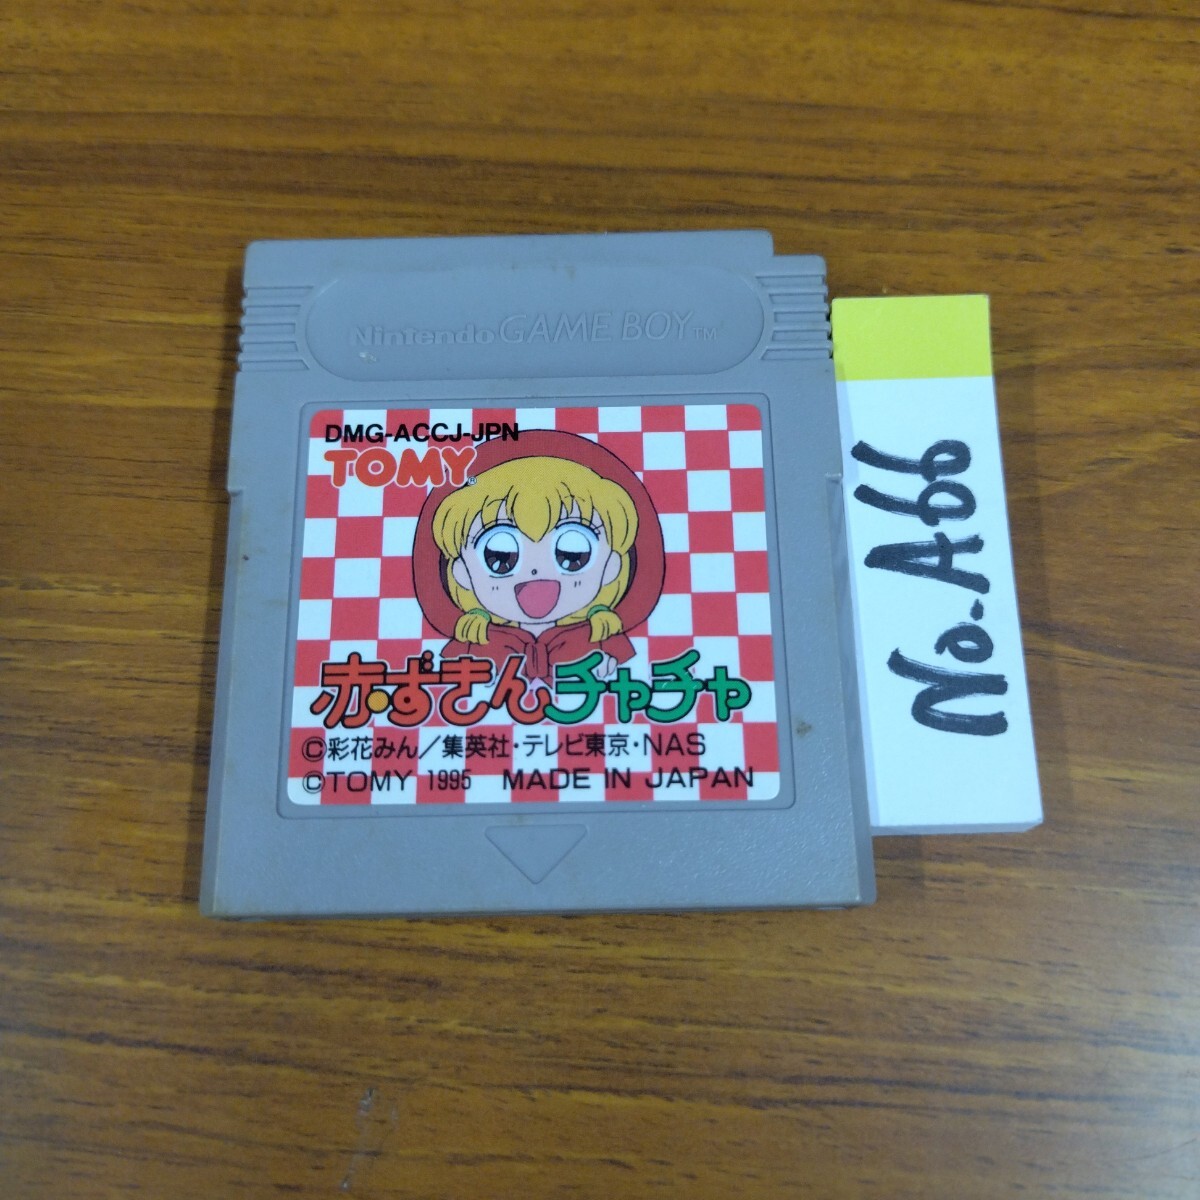 Nintendo GAME BOY TM
DMG-ACCJ-JPN
TOMY®
赤ずきんチャチャ
©彩花みん/集英社・テレビ東京・NAS
©TOMY 1995 MADE IN JAPAN
No-A66